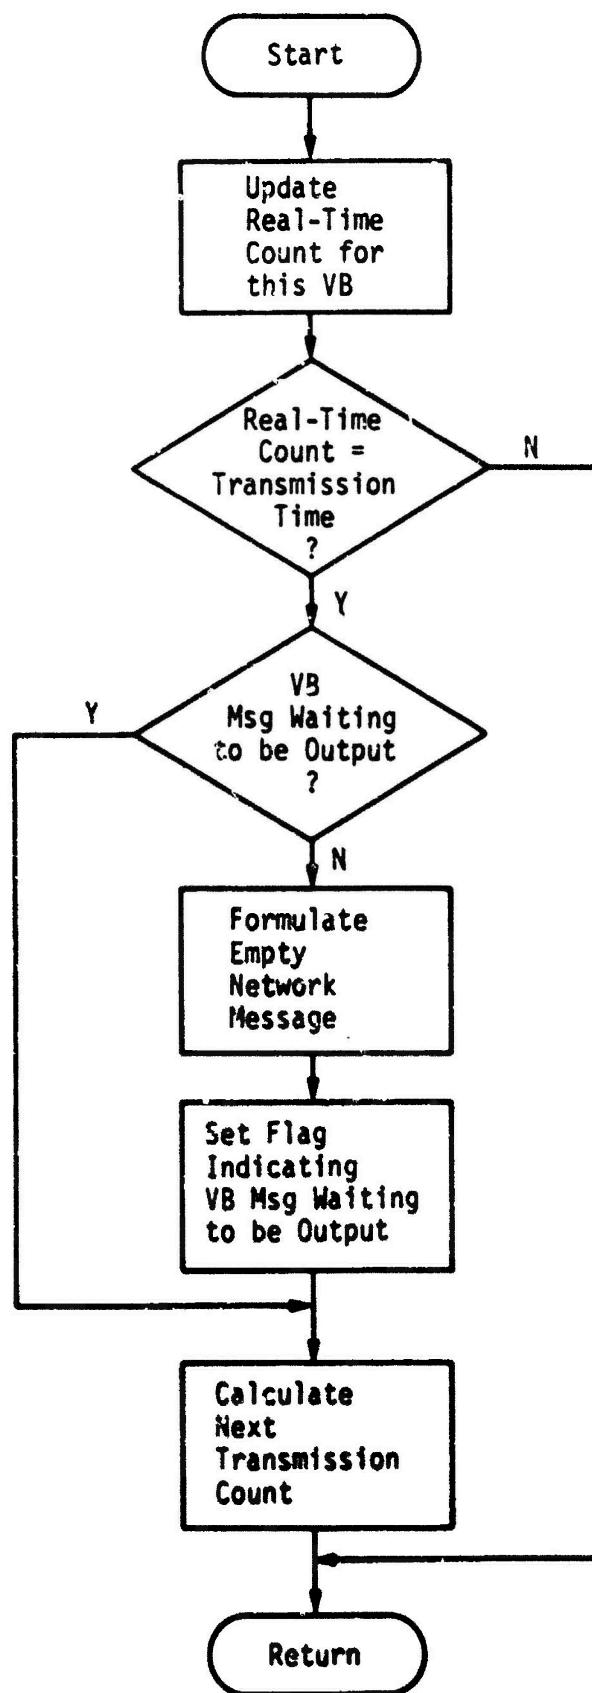 Start
Update
Real-Time
Count for
this VB
Real-Time
Count =
Transmission
Time
?
N
Y
VB
Msg Waiting
to be Output
?
Y
N
Formulate
Empty
Network
Message
Set Flag
Indicating
VB Msg Waiting
to be Output
Calculate
Next
Transmission
Count
Return